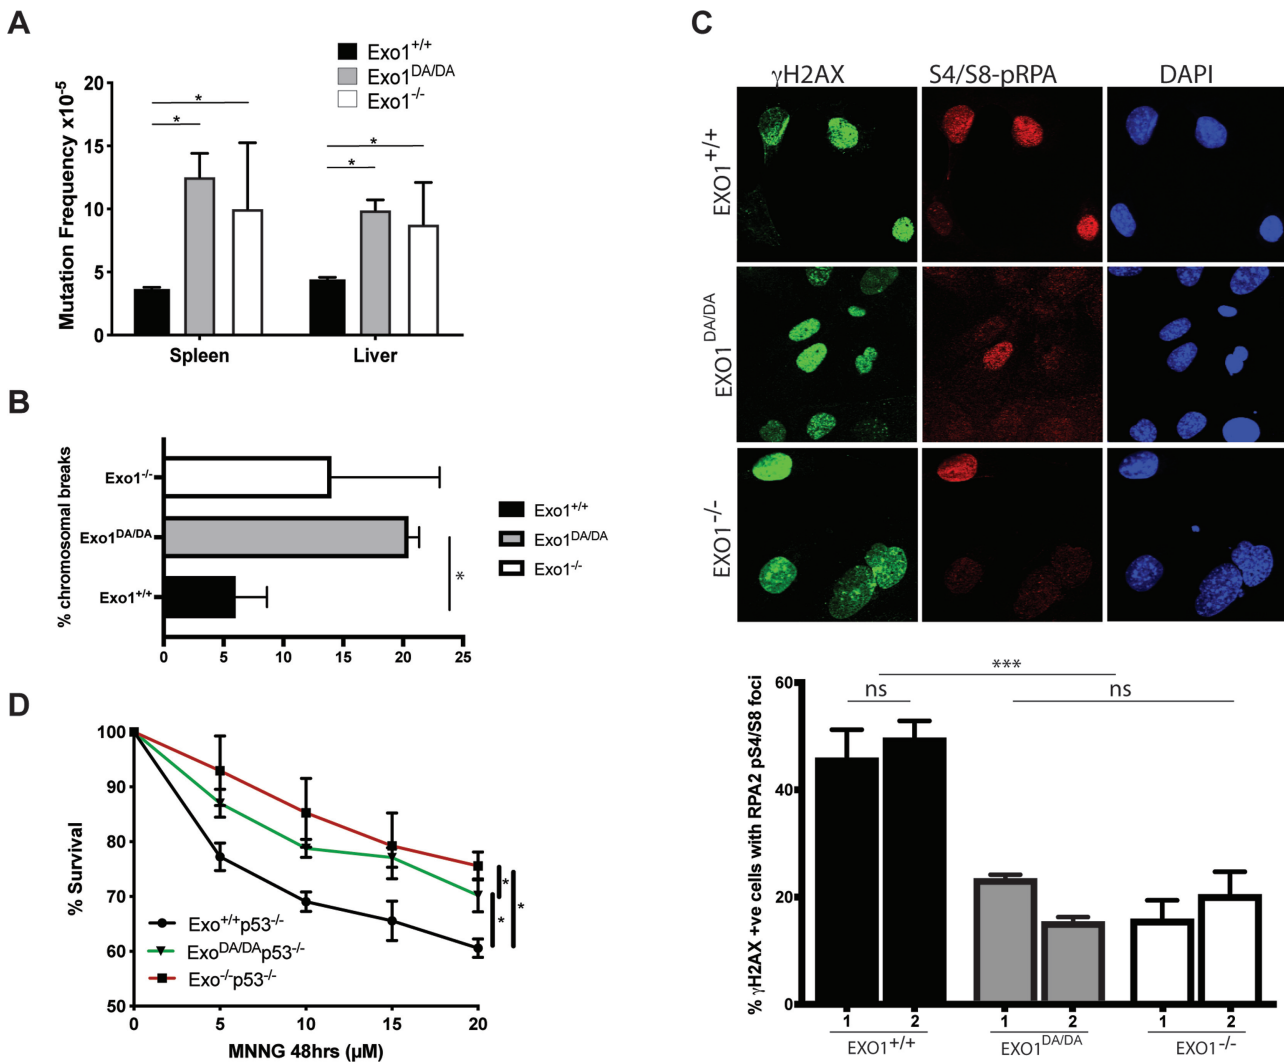 A
Exo1+/+
Exo1DA/DA
Exo1-/-
Mutation Frequency x10-5
20
15
10
5
0
* *
* *
Spleen Liver
B
% chromosomal breaks
Exo1-/-
Exo1DA/DA
Exo1+/+
*
0 5 10 15 20 25
Exo1+/+
Exo1DA/DA
Exo1-/-
C
γH2AX S4/S8-pRPA DAPI
EXO1+/+
EXO1DA/DA
EXO1-/-
% γH2AX +ve cells with RPA2 pS4/S8 foci
60
40
20
0
***
ns ns
1 2 1 2 1 2
EXO1+/+ EXO1DA/DA EXO1-/-
D
% Survival
100
90
80
70
60
50
Exo+/+p53-/-
ExoDA/DAp53-/-
Exo-/-p53-/-
* * *
0 5 10 15 20
MNNG 48hrs (µM)